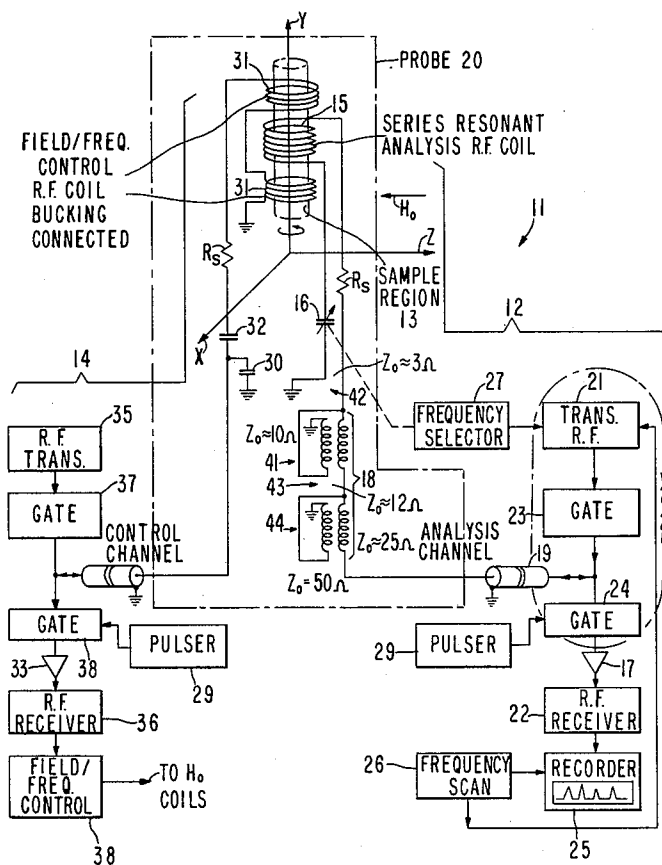 Y
PROBE 20
31
15
FIELD/FREQ.
CONTROL
R.F. COIL
BUCKING
CONNECTED
SERIES RESONANT
ANALYSIS R.F. COIL
31
H₀
11
Z
R_S
SAMPLE
REGION
13
R_S
12
16
X
32
14
30
Z₀≈3Ω
42
27
21
35
R.F.
TRANS.
FREQUENCY
SELECTOR
TRANS.
R.F.
Z₀≈10Ω
41
18
37
GATE
43
Z₀≈12Ω
23
GATE
44
CONTROL
CHANNEL
Z₀≈25Ω
ANALYSIS
CHANNEL
19
24
Z₀=50Ω
GATE
38
GATE
33
PULSER
29
PULSER
29
17
R.F.
RECEIVER
36
R.F.
RECEIVER
22
FIELD/
FREQ.
CONTROL
38
TO H₀
COILS
26
FREQUENCY
SCAN
RECORDER
25